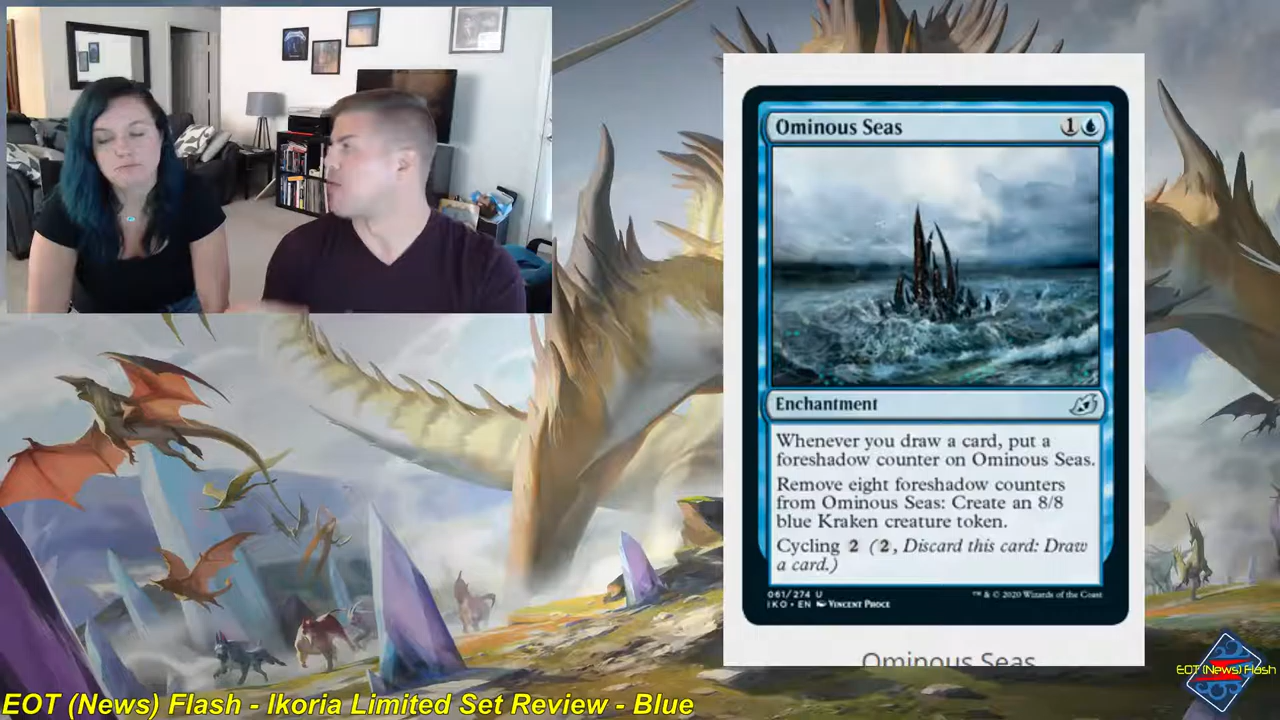 Ominous Seas 1
Enchantment
Whenever you draw a card, put a
foreshadow counter on Ominous Seas.
Remove eight foreshadow counters
from Ominous Seas: Create an 8/8
blue Kraken creature token.
Cycling 2 (2, Discard this card: Draw
a card.)
061/274 U
IKO • EN VINCENT PROCE
™ & © 2020 Wizards of the Coast
Ominous Seas
EOT (News) Flash
EOT (News) Flash - Ikoria Limited Set Review - Blue